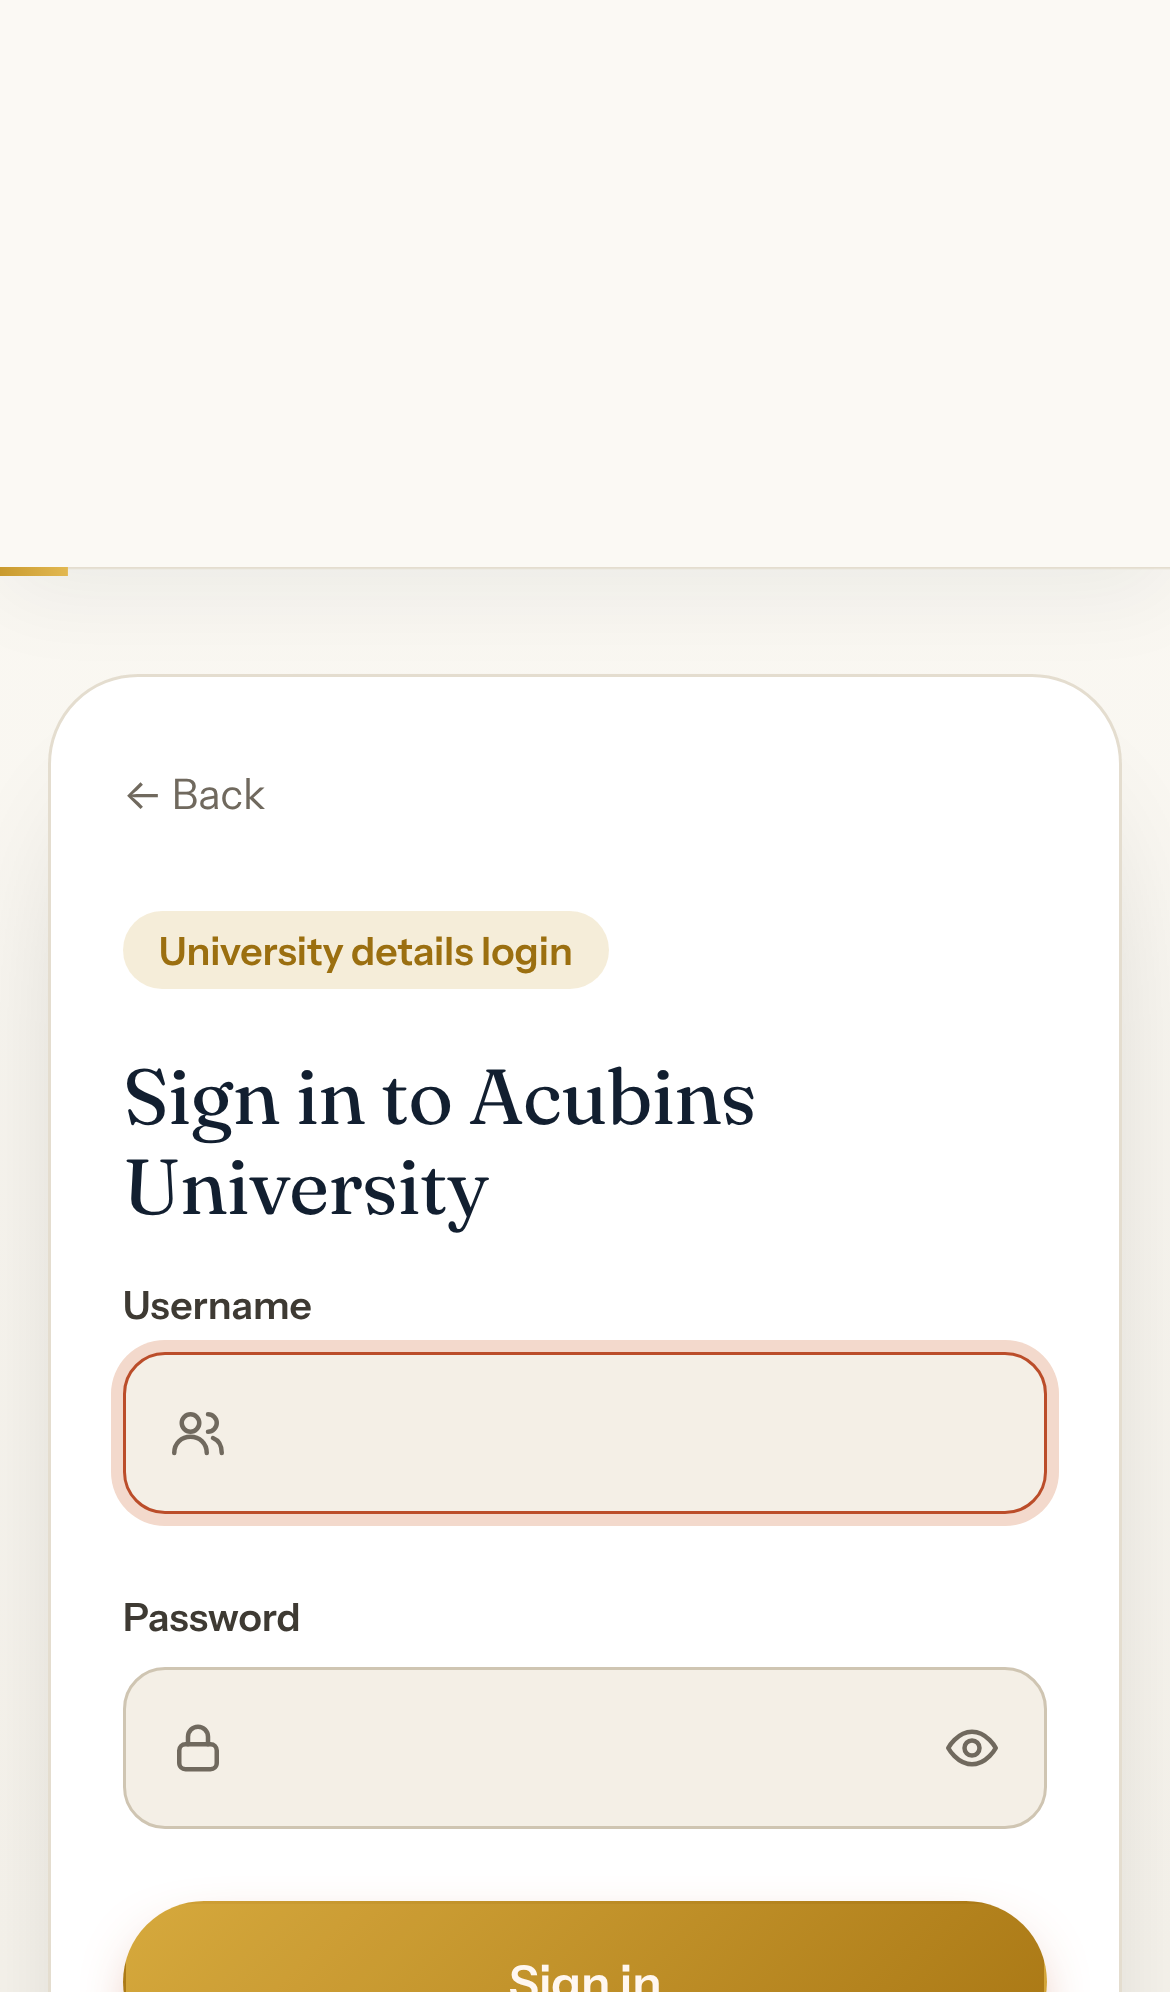 ← Back
University details login
Sign in to Acubins
University
Username
Password
Sign in